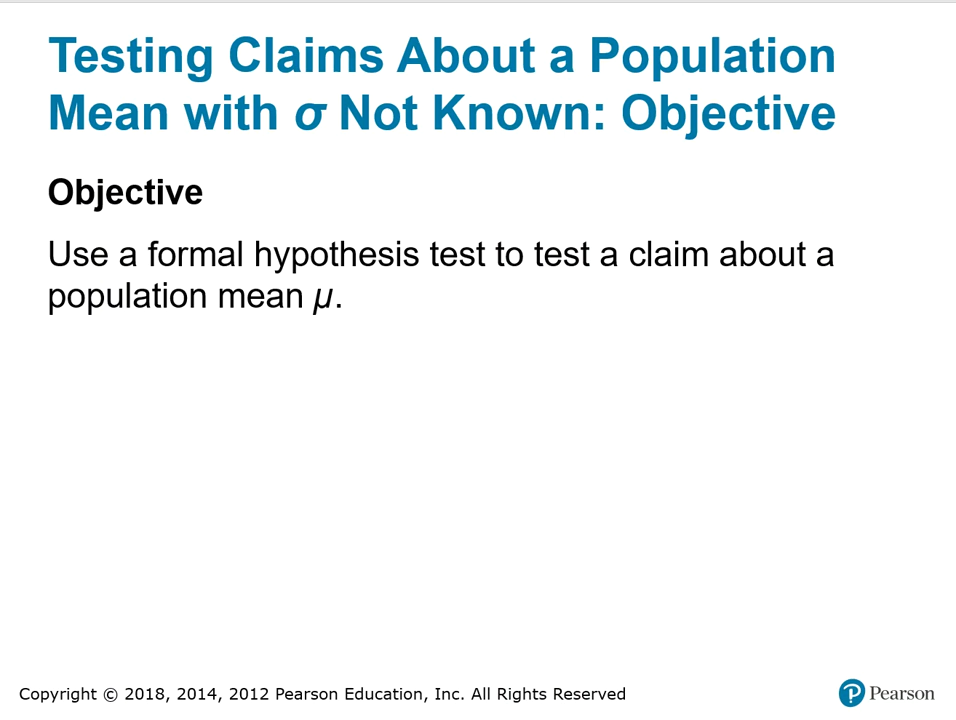 Testing Claims About a Population
Mean with σ Not Known: Objective
Objective
Use a formal hypothesis test to test a claim about a
population mean μ.
Copyright © 2018, 2014, 2012 Pearson Education, Inc. All Rights Reserved
P Pearson